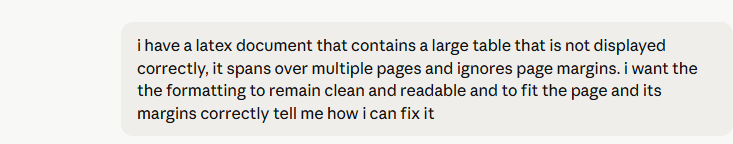 i have a latex document that contains a large table that is not displayed
correctly, it spans over multiple pages and ignores page margins. i want the
the formatting to remain clean and readable and to fit the page and its
margins correctly tell me how i can fix it